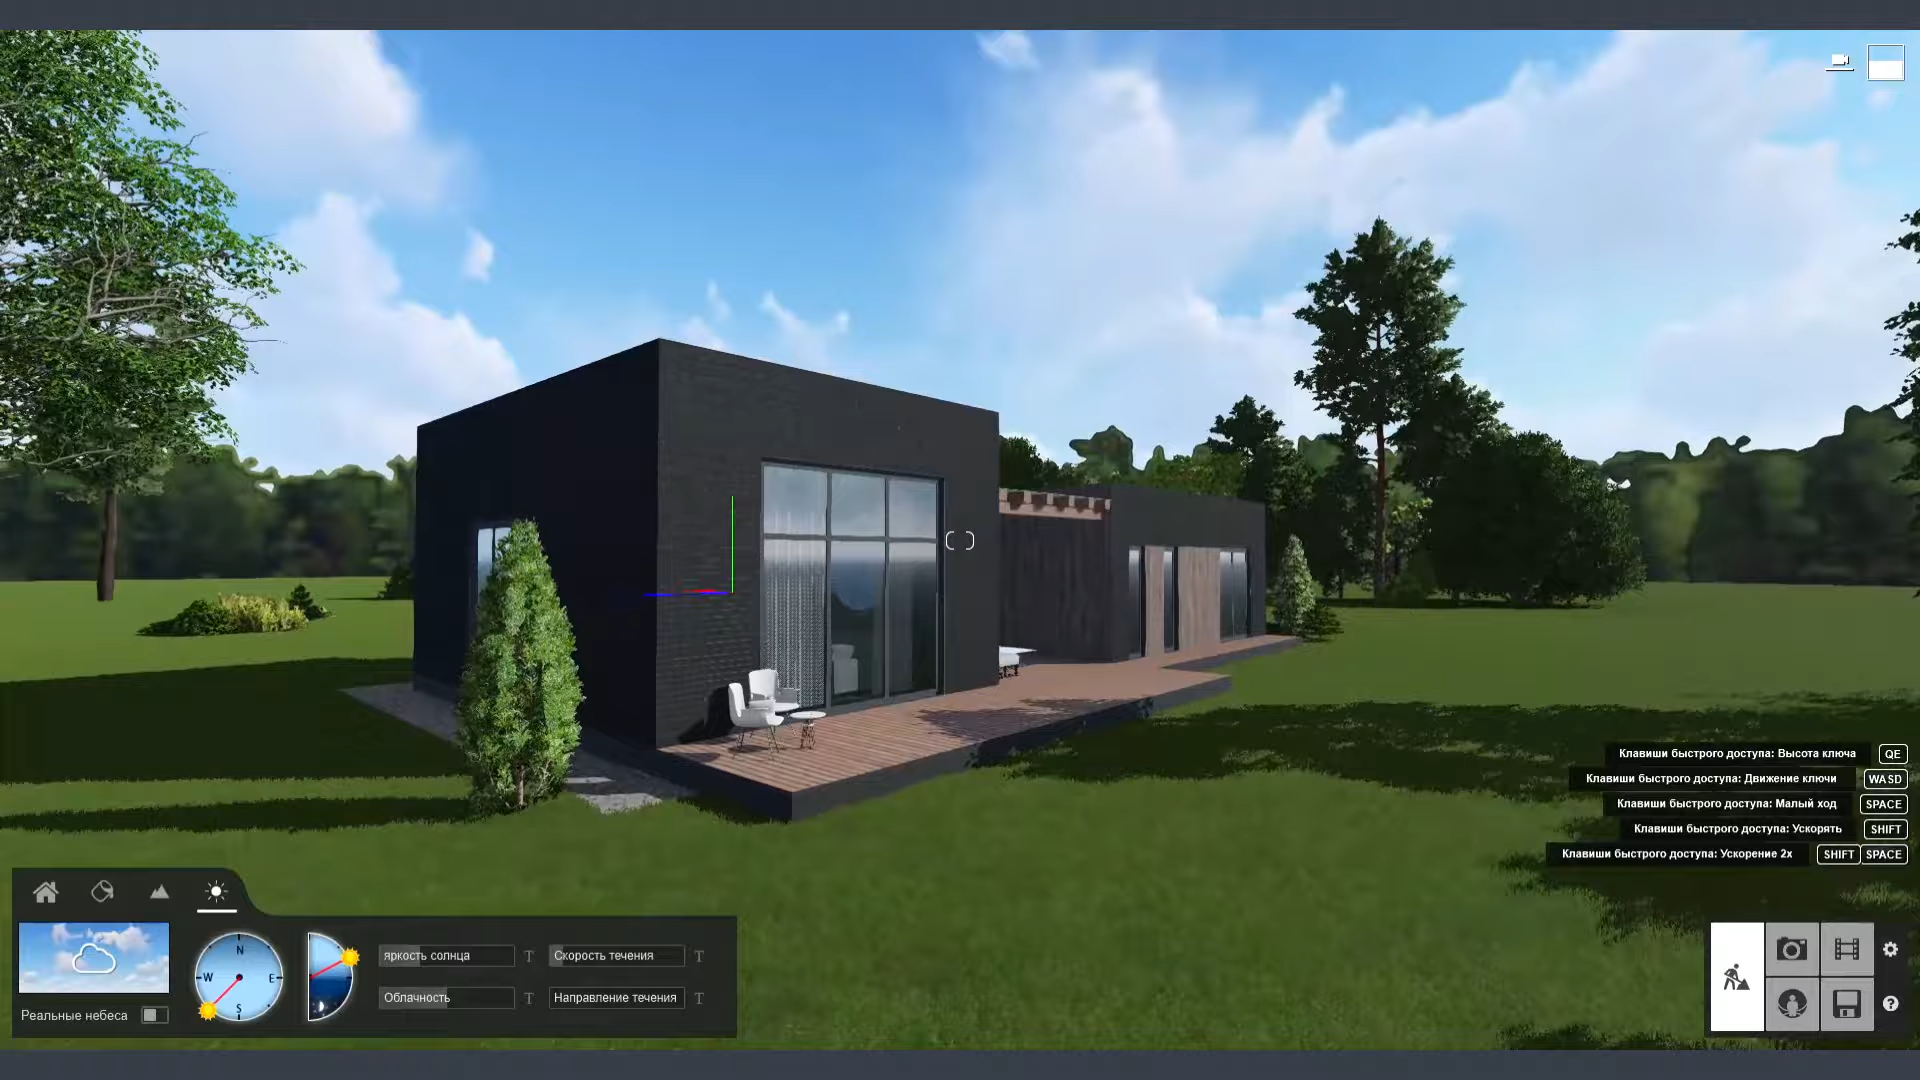 Клавиши быстрого доступа: Высота ключа QE
Клавиши быстрого доступа: Движение ключи WASD
Клавиши быстрого доступа: Малый ход SPACE
Клавиши быстрого доступа: Ускорять SHIFT
Клавиши быстрого доступа: Ускорение 2x SHIFT SPACE
N
W E
S
яркость солнца T Скорость течения T
Облачность T Направление течения T
Реальные небеса
?